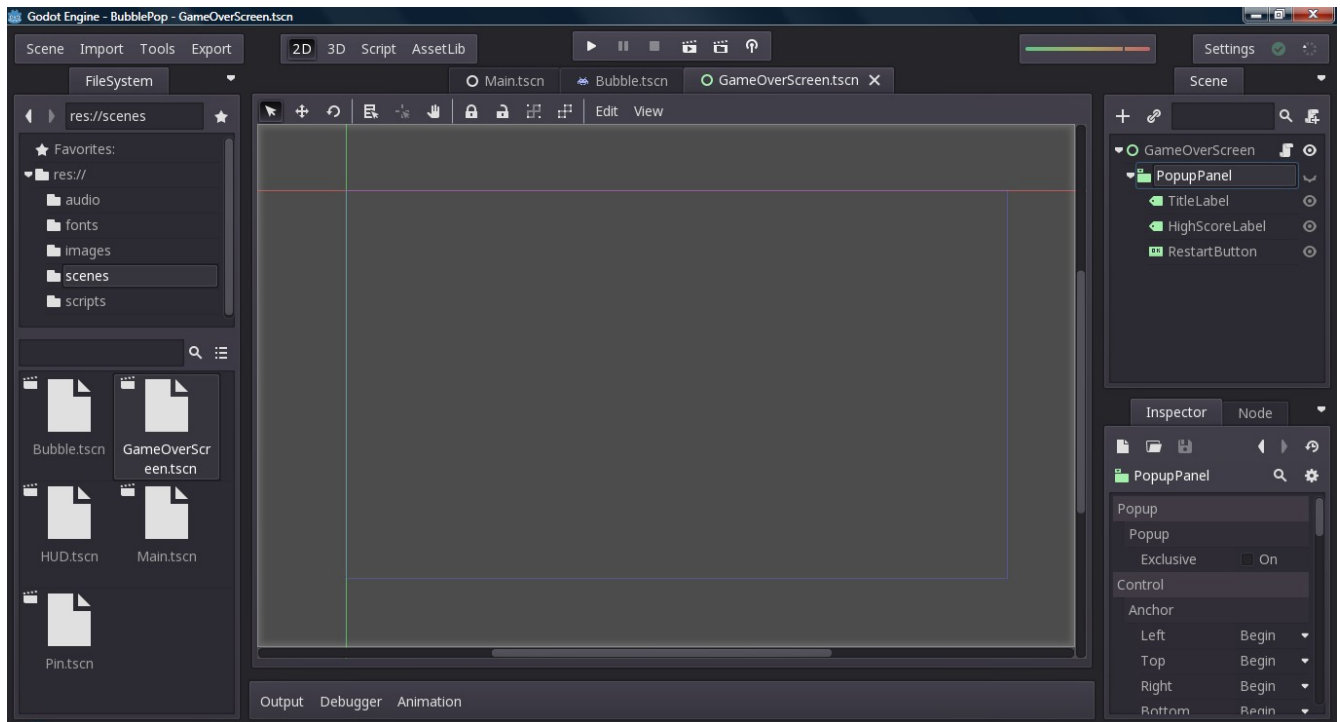 Godot Engine - BubblePop - GameOverScreen.tscn
Scene Import Tools Export
2D 3D Script AssetLib
Settings
FileSystem
Main.tscn
Bubble.tscn
GameOverScreen.tscn
Scene
res://scenes
Edit View
Favorites:
res://
audio
fonts
images
scenes
scripts
GameOverScreen
PopupPanel
TitleLabel
HighScoreLabel
OK
RestartButton
Bubble.tscn
GameOverScr
een.tscn
HUD.tscn
Main.tscn
Pin.tscn
Inspector
Node
PopupPanel
Popup
Popup
Exclusive On
Control
Anchor
Left Begin
Top Begin
Right Begin
Bottom Begin
Output Debugger Animation